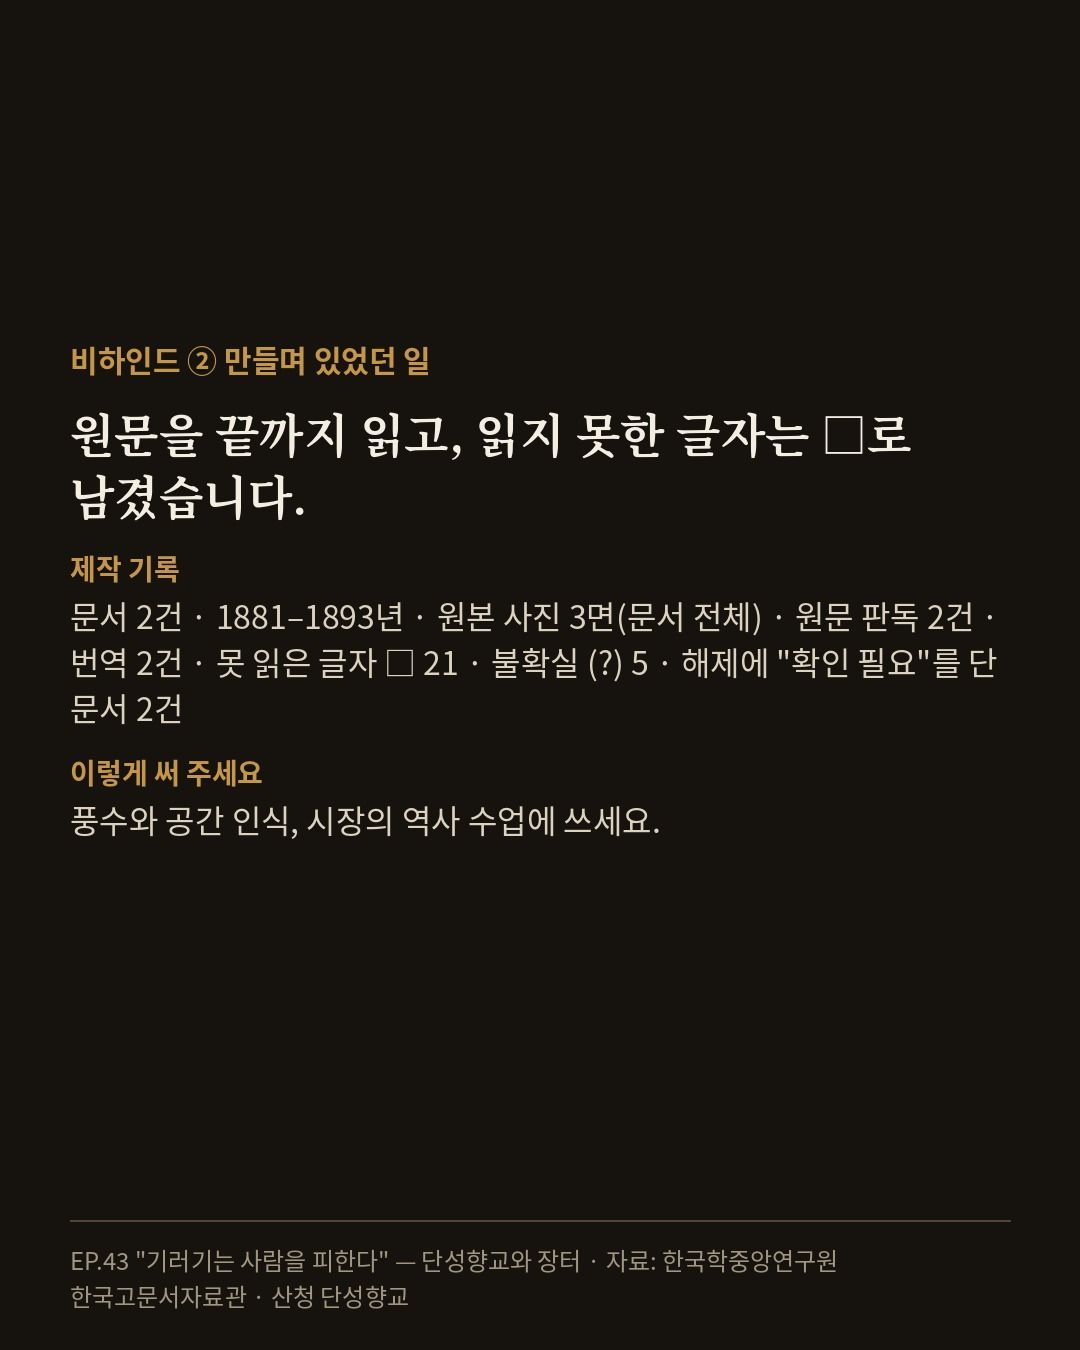 비하인드 ② 만들며 있었던 일
원문을 끝까지 읽고, 읽지 못한 글자는 □로
남겼습니다.
제작 기록
문서 2건 · 1881–1893년 · 원본 사진 3면(문서 전체) · 원문 판독 2건 ·
번역 2건 · 못 읽은 글자 □ 21 · 불확실 (?) 5 · 해제에 "확인 필요"를 단
문서 2건
이렇게 써 주세요
풍수와 공간 인식, 시장의 역사 수업에 쓰세요.
EP.43 "기러기는 사람을 피한다" — 단성향교와 장터 · 자료: 한국학중앙연구원
한국고문서자료관 · 산청 단성향교